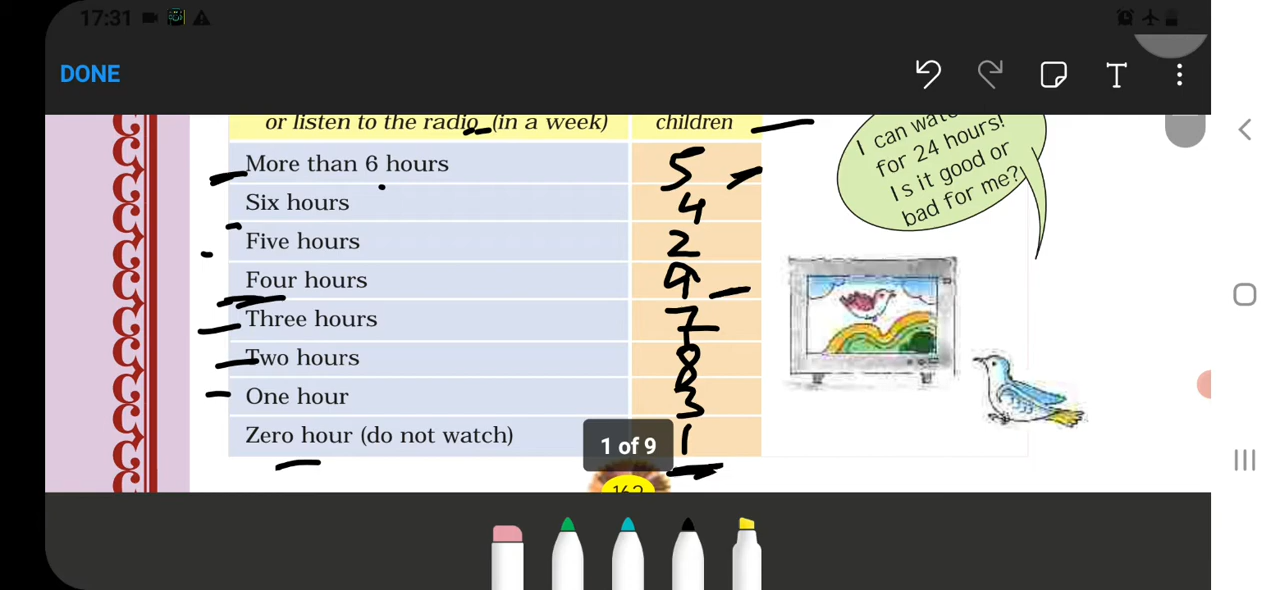 17:31
DONE
T
or listen to the radio (in a week) children
More than 6 hours 5
Six hours 4
Five hours 2
Four hours 9
Three hours 7
Two hours 8
One hour 3
Zero hour (do not watch) 1
I can watch
for 24 hours!
Is it good or
bad for me?
1 of 9
162